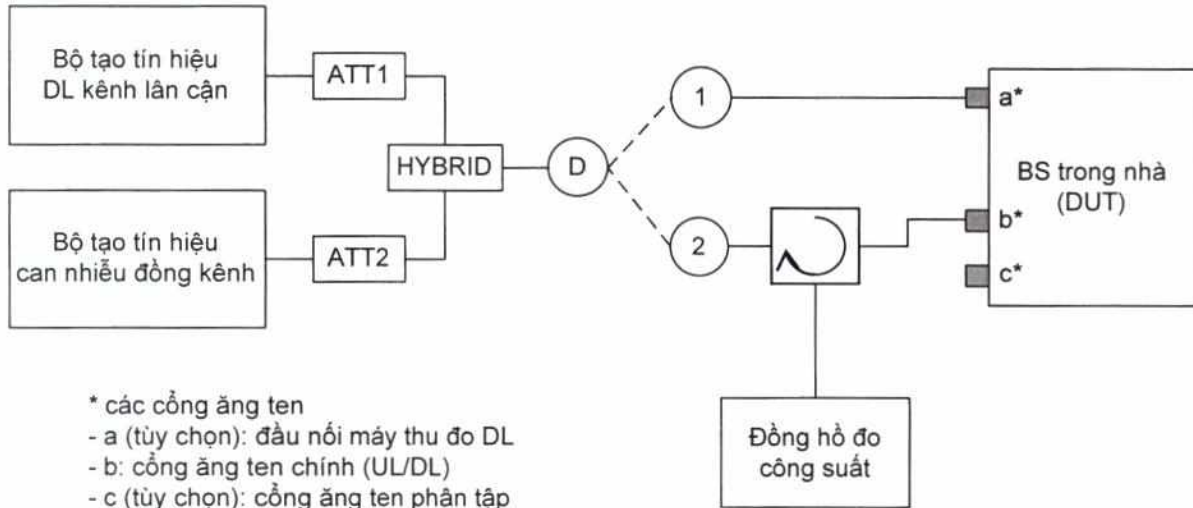 Bộ tạo tín hiệu
DL kênh lân cận
ATT1
HYBRID
D
1
2
a*
b*
c*
BS trong nhà
(DUT)
Bộ tạo tín hiệu
can nhiễu đồng kênh
ATT2
Đồng hồ đo
công suất
* các cổng ăng ten
- a (tùy chọn): đầu nối máy thu đo DL
- b: cổng ăng ten chính (UL/DL)
- c (tùy chọn): cổng ăng ten phân tập